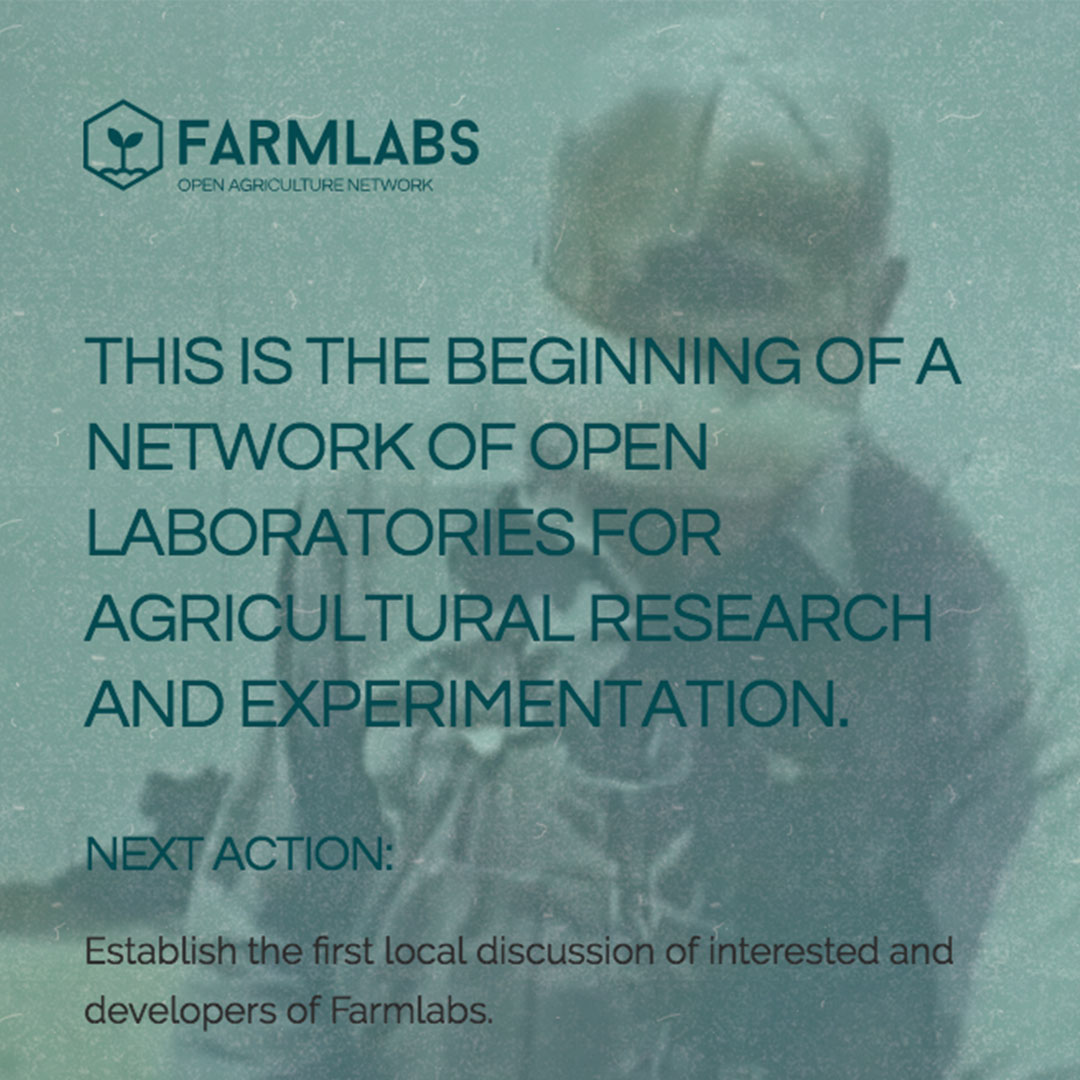 FARMLABS
OPEN AGRICULTURE NETWORK
THIS IS THE BEGINNING OF A
NETWORK OF OPEN
LABORATORIES FOR
AGRICULTURAL RESEARCH
AND EXPERIMENTATION.
NEXT ACTION:
Establish the first local discussion of interested and
developers of Farmlabs.